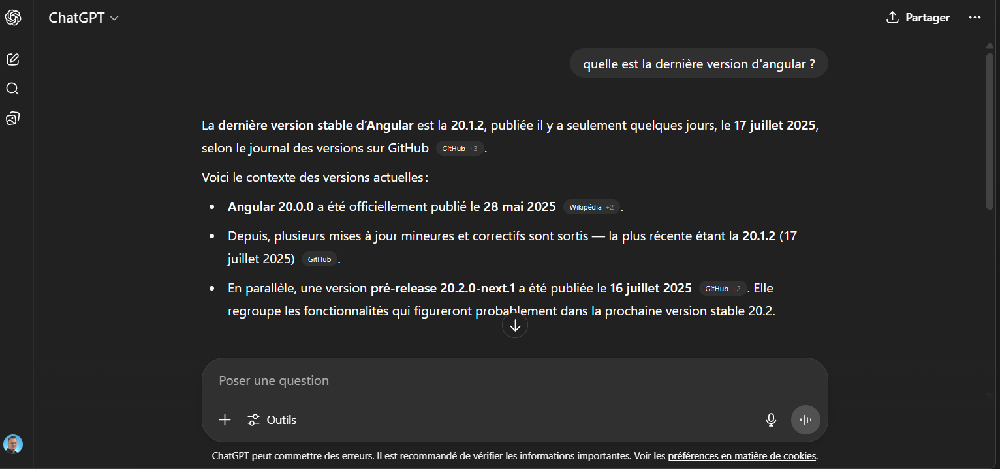 ChatGPT
Partager
quelle est la dernière version d'angular ?
La dernière version stable d’Angular est la 20.1.2, publiée il y a seulement quelques jours, le 17 juillet 2025,
selon le journal des versions sur GitHub GitHub +3 .
Voici le contexte des versions actuelles :
• Angular 20.0.0 a été officiellement publié le 28 mai 2025 Wikipédia +2 .
• Depuis, plusieurs mises à jour mineures et correctifs sont sortis — la plus récente étant la 20.1.2 (17
juillet 2025) GitHub .
• En parallèle, une version pré-release 20.2.0-next.1 a été publiée le 16 juillet 2025 GitHub +2 . Elle
regroupe les fonctionnalités qui figureront probablement dans la prochaine version stable 20.2.
Poser une question
Outils
ChatGPT peut commettre des erreurs. Il est recommandé de vérifier les informations importantes. Voir les préférences en matière de cookies.